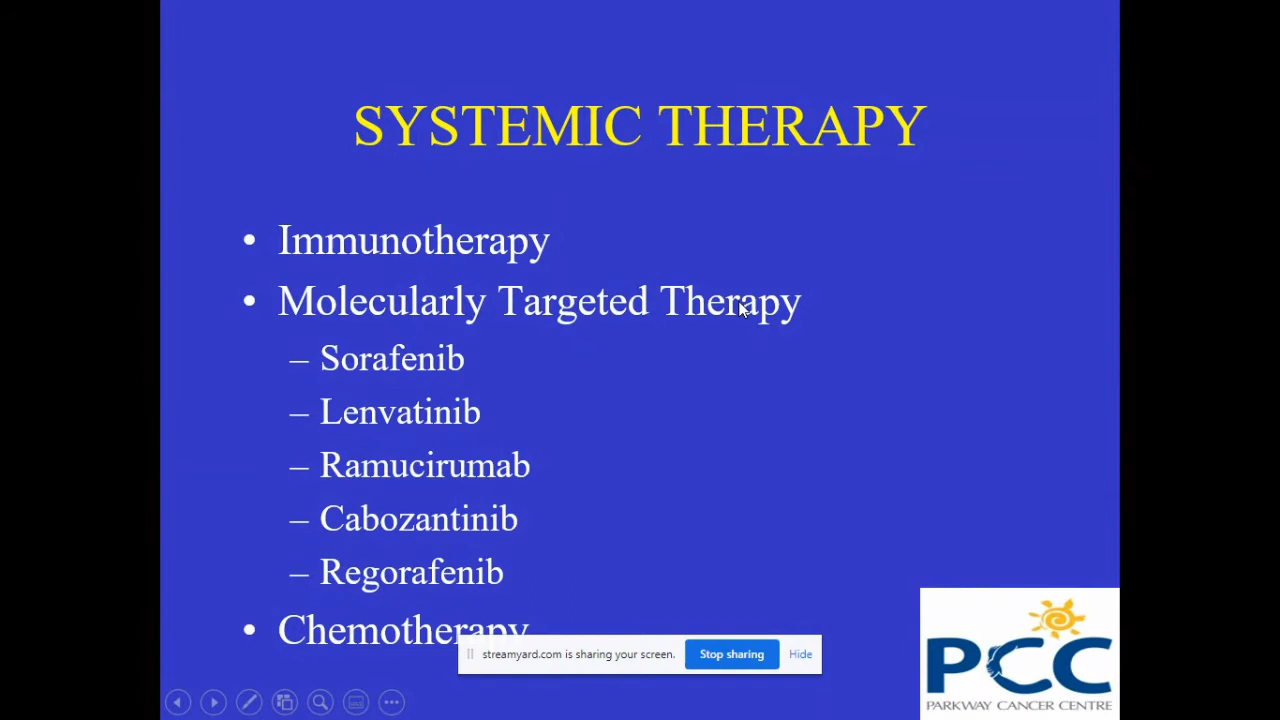 SYSTEMIC THERAPY
• Immunotherapy
• Molecularly Targeted Therapy
– Sorafenib
– Lenvatinib
– Ramucirumab
– Cabozantinib
– Regorafenib
• Chemotherapy
streamyard.com is sharing your screen. Stop sharing Hide
PCC
PARKWAY CANCER CENTRE